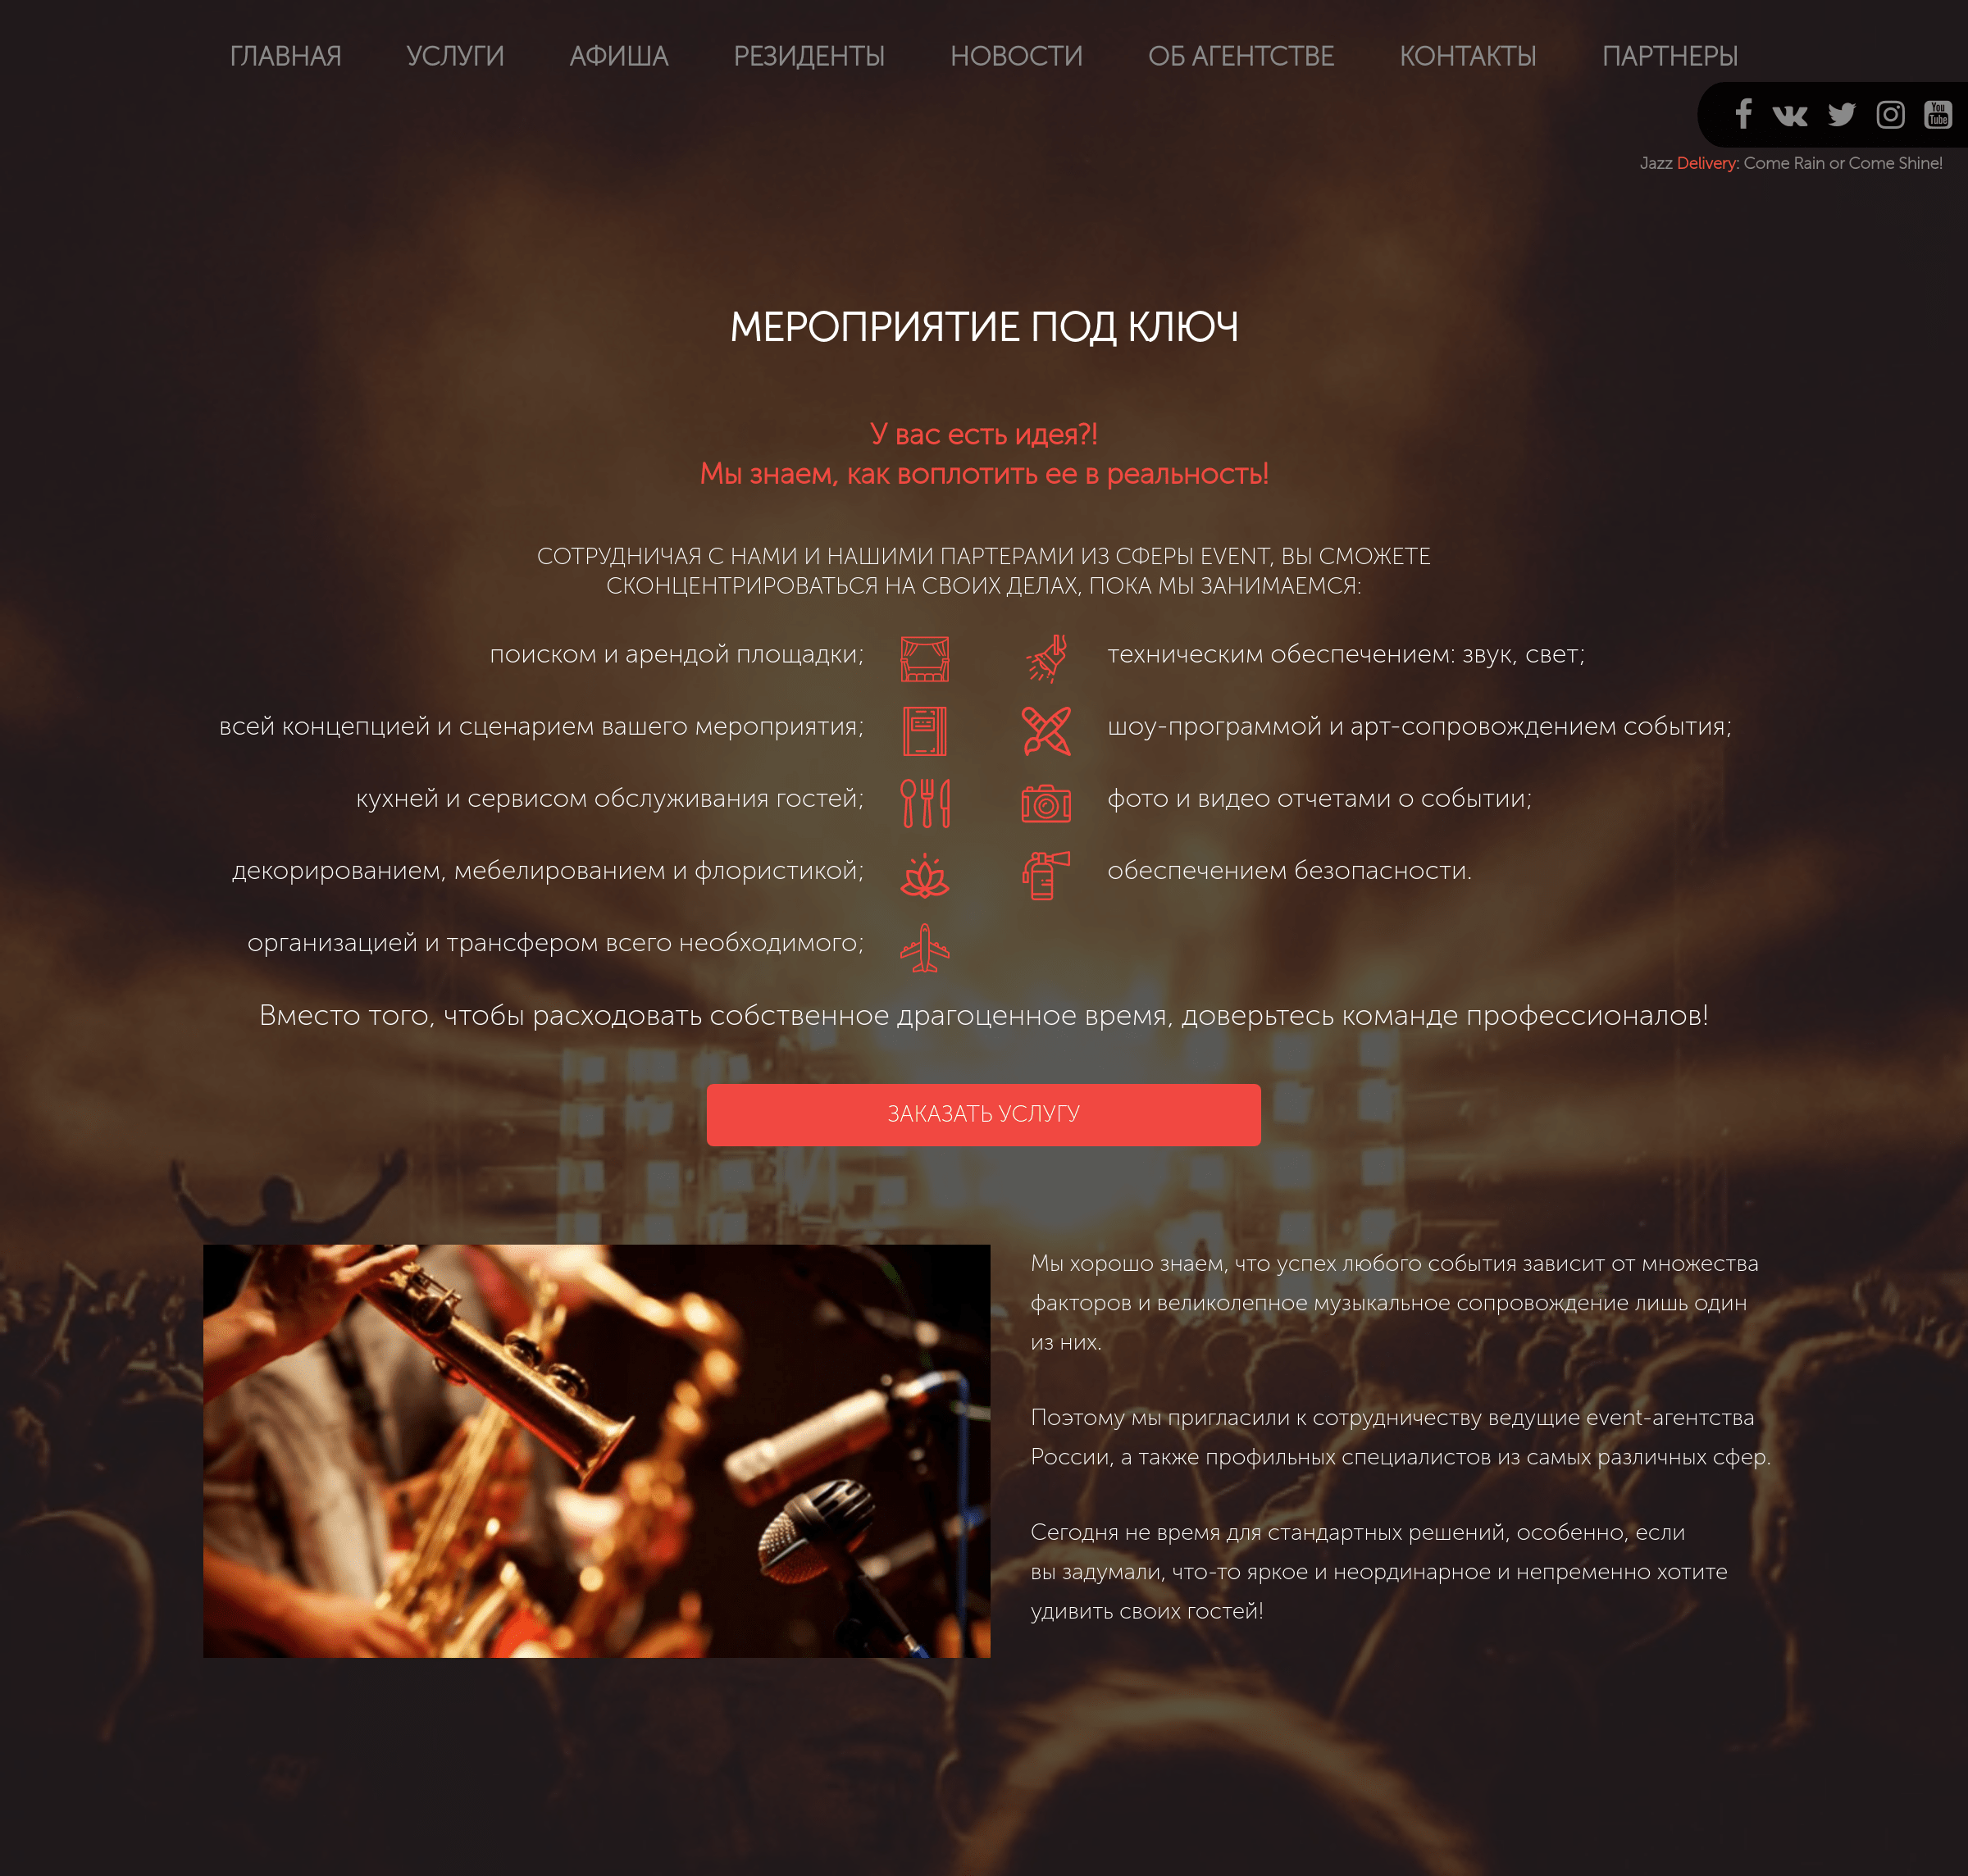 ГЛАВНАЯ УСЛУГИ АФИША РЕЗИДЕНТЫ НОВОСТИ ОБ АГЕНТСТВЕ КОНТАКТЫ ПАРТНЕРЫ
You Tube
Jazz Delivery: Come Rain or Come Shine!
МЕРОПРИЯТИЕ ПОД КЛЮЧ
У вас есть идея?!
Мы знаем, как воплотить ее в реальность!
СОТРУДНИЧАЯ С НАМИ И НАШИМИ ПАРТЕРАМИ ИЗ СФЕРЫ EVENT, ВЫ СМОЖЕТЕ
СКОНЦЕНТРИРОВАТЬСЯ НА СВОИХ ДЕЛАХ, ПОКА МЫ ЗАНИМАЕМСЯ:
поиском и арендой площадки;
всей концепцией и сценарием вашего мероприятия;
кухней и сервисом обслуживания гостей;
декорированием, мебелированием и флористикой;
организацией и трансфером всего необходимого;
техническим обеспечением: звук, свет;
шоу-программой и арт-сопровождением события;
фото и видео отчетами о событии;
обеспечением безопасности.
Вместо того, чтобы расходовать собственное драгоценное время, доверьтесь команде профессионалов!
ЗАКАЗАТЬ УСЛУГУ
Мы хорошо знаем, что успех любого события зависит от множества
факторов и великолепное музыкальное сопровождение лишь один
из них.
Поэтому мы пригласили к сотрудничеству ведущие event-агентства
России, а также профильных специалистов из самых различных сфер.
Сегодня не время для стандартных решений, особенно, если
вы задумали, что-то яркое и неординарное и непременно хотите
удивить своих гостей!